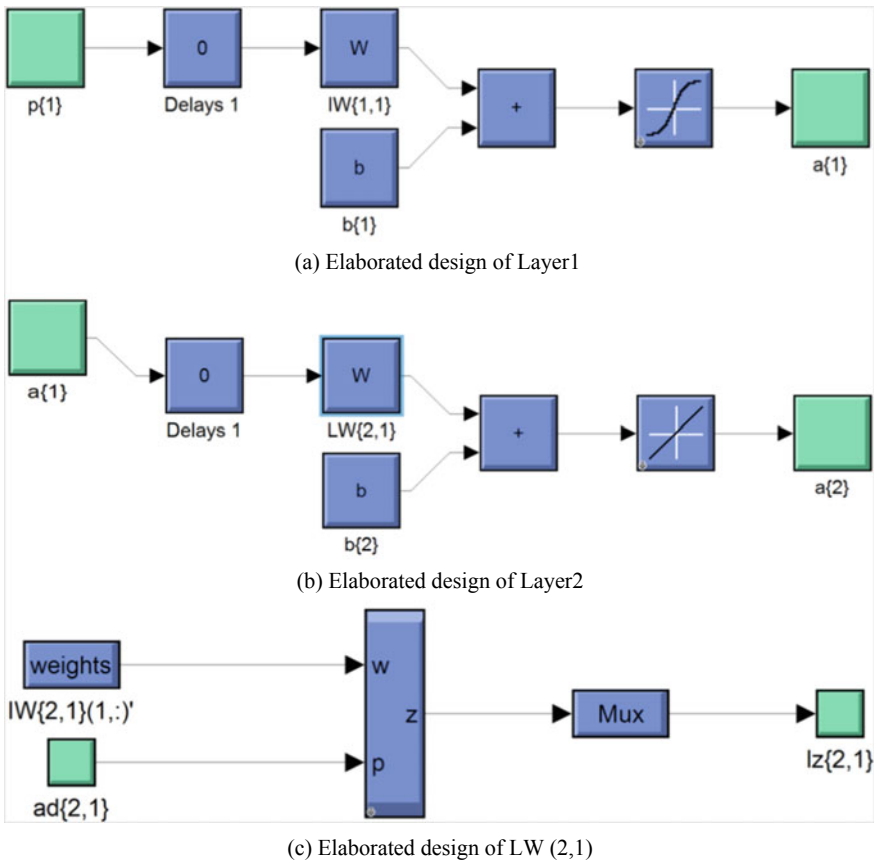 0
W
p{1}
Delays 1
IW{1,1}
+
b
a{1}
b{1}
(a) Elaborated design of Layer1
a{1}
0
W
Delays 1
LW{2,1}
+
b
a{2}
b{2}
(b) Elaborated design of Layer2
weights
w
IW{2,1}(1,:)'
z
Mux
p
ad{2,1}
lz{2,1}
(c) Elaborated design of LW (2,1)